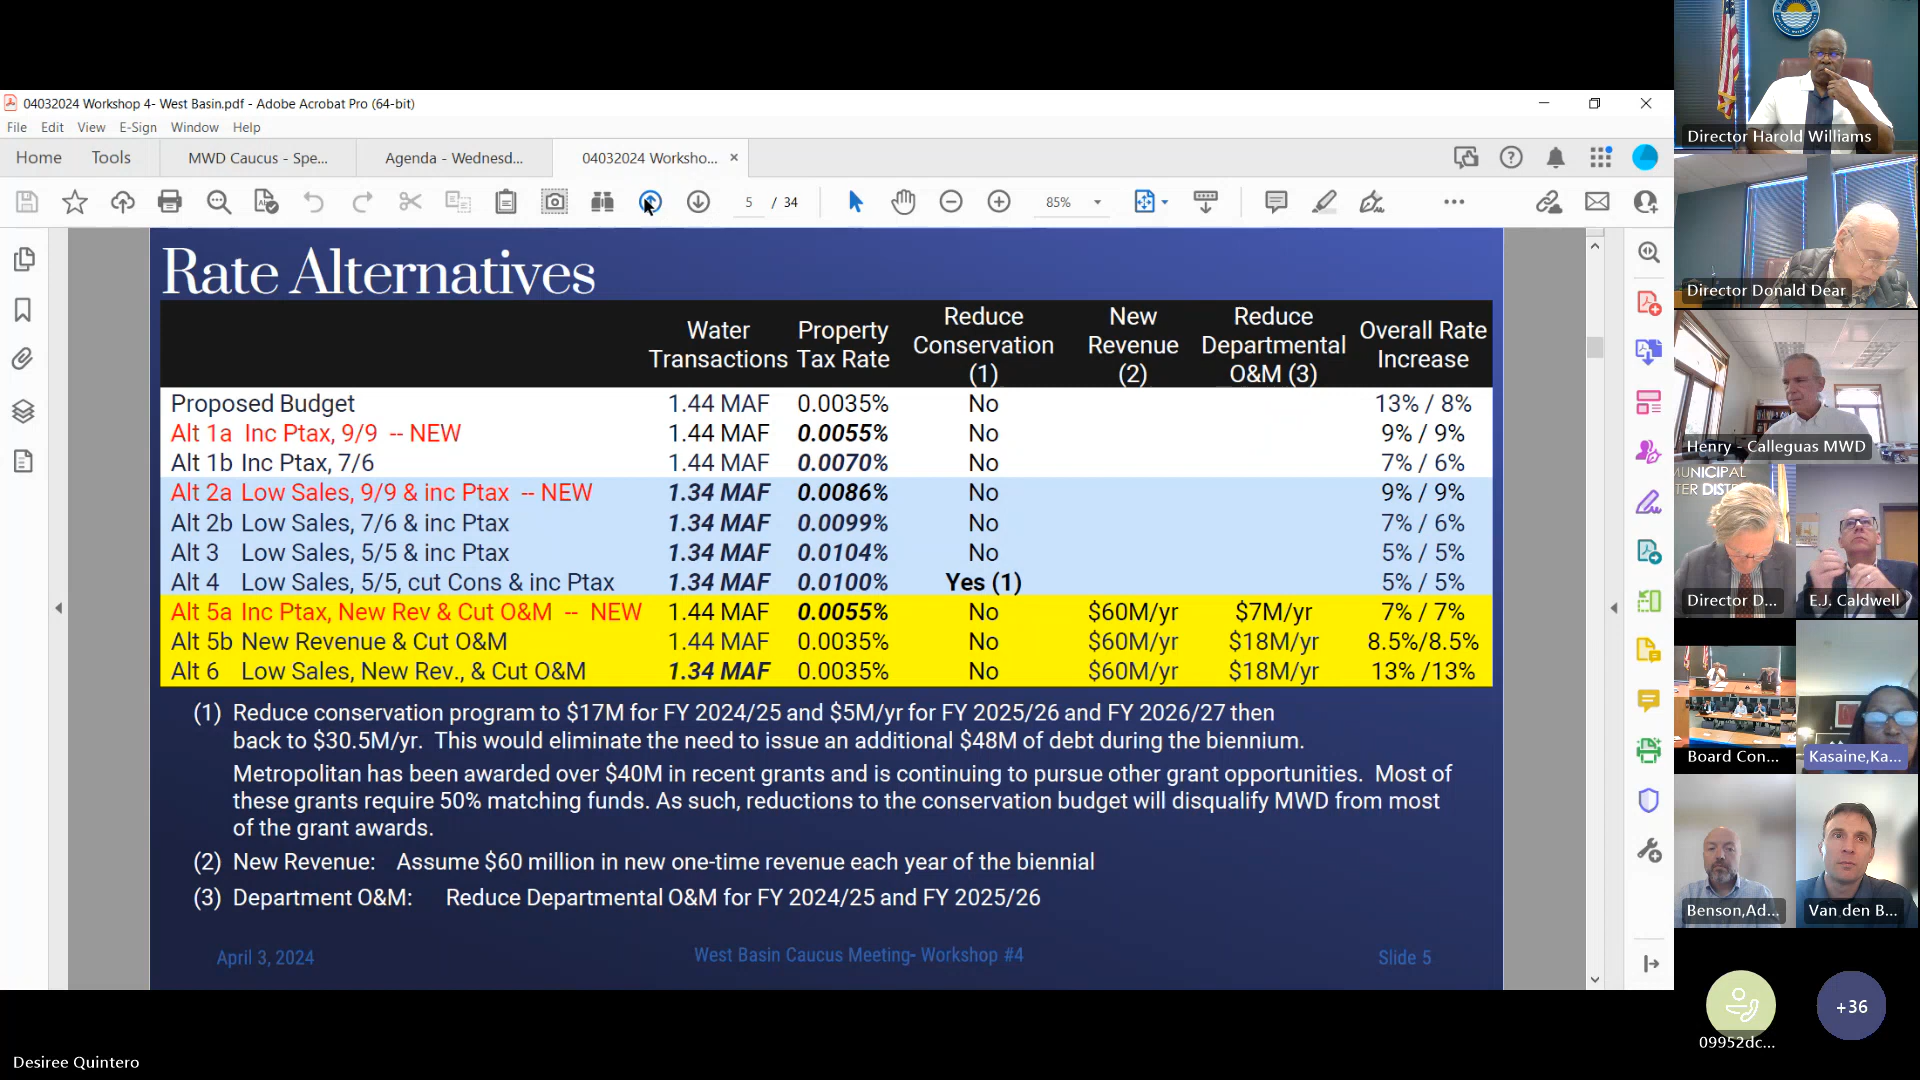 04032024 Workshop 4- West Basin.pdf - Adobe Acrobat Pro (64-bit)
File Edit View E-Sign Window Help
Home Tools MWD Caucus - Spe... Agenda - Wednesd... 04032024 Worksho... ×
5 / 34 85%
Rate Alternatives
Water Transactions Property Tax Rate Reduce Conservation (1) New Revenue (2) Reduce Departmental O&M (3) Overall Rate Increase
Proposed Budget 1.44 MAF 0.0035% No 13% / 8%
Alt 1a Inc Ptax, 9/9 -- NEW 1.44 MAF 0.0055% No 9% / 9%
Alt 1b Inc Ptax, 7/6 1.44 MAF 0.0070% No 7% / 6%
Alt 2a Low Sales, 9/9 & inc Ptax -- NEW 1.34 MAF 0.0086% No 9% / 9%
Alt 2b Low Sales, 7/6 & inc Ptax 1.34 MAF 0.0099% No 7% / 6%
Alt 3 Low Sales, 5/5 & inc Ptax 1.34 MAF 0.0104% No 5% / 5%
Alt 4 Low Sales, 5/5, cut Cons & inc Ptax 1.34 MAF 0.0100% Yes (1) 5% / 5%
Alt 5a Inc Ptax, New Rev & Cut O&M -- NEW 1.44 MAF 0.0055% No $60M/yr $7M/yr 7% / 7%
Alt 5b New Revenue & Cut O&M 1.44 MAF 0.0035% No $60M/yr $18M/yr 8.5%/8.5%
Alt 6 Low Sales, New Rev., & Cut O&M 1.34 MAF 0.0035% No $60M/yr $18M/yr 13% /13%
(1) Reduce conservation program to $17M for FY 2024/25 and $5M/yr for FY 2025/26 and FY 2026/27 then
back to $30.5M/yr. This would eliminate the need to issue an additional $48M of debt during the biennium.
Metropolitan has been awarded over $40M in recent grants and is continuing to pursue other grant opportunities. Most of
these grants require 50% matching funds. As such, reductions to the conservation budget will disqualify MWD from most
of the grant awards.
(2) New Revenue: Assume $60 million in new one-time revenue each year of the biennial
(3) Department O&M: Reduce Departmental O&M for FY 2024/25 and FY 2025/26
April 3, 2024 West Basin Caucus Meeting- Workshop #4 Slide 5
Desiree Quintero
Director Harold Williams
Director Donald Dear
Henry - Calleguas MWD
MUNICIPAL
TER DIST
Director D... E.J. Caldwell
Board Con... Kasaine,Ka...
Benson,Ad... Van den B...
09952dc... +36